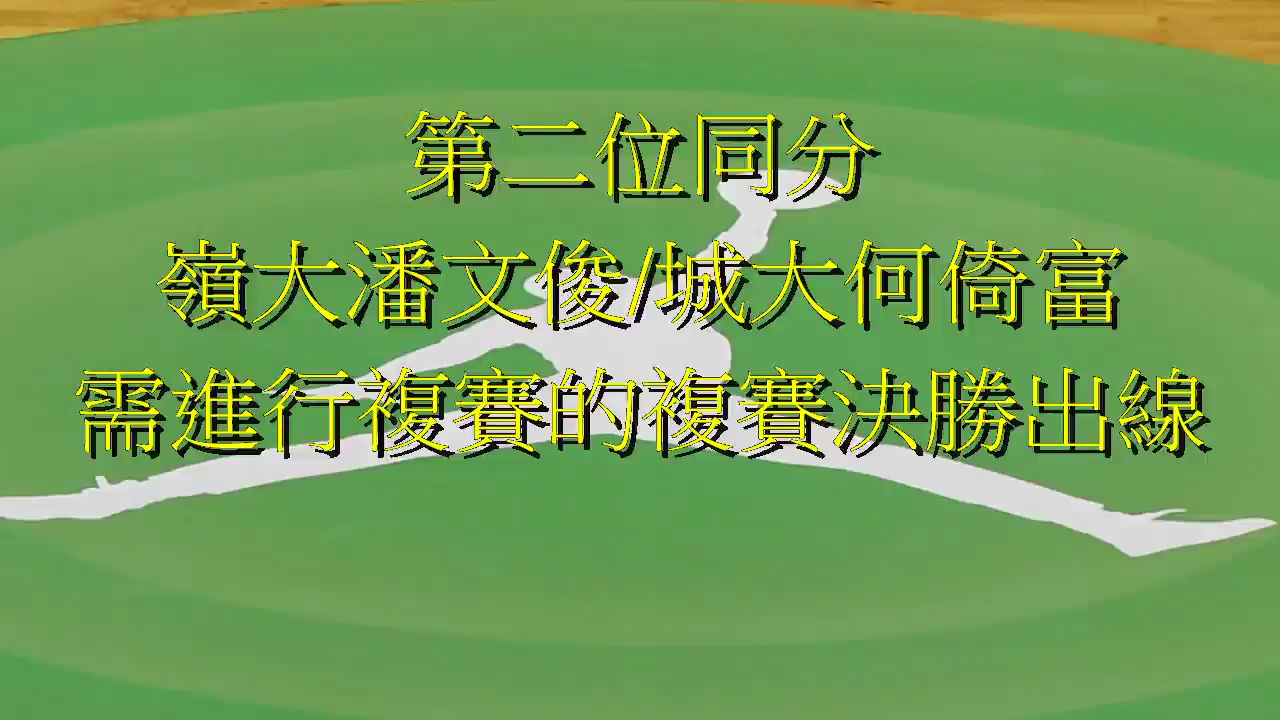 第二位同分
嶺大潘文俊/城大何倚富
需進行複賽的複賽決勝出線